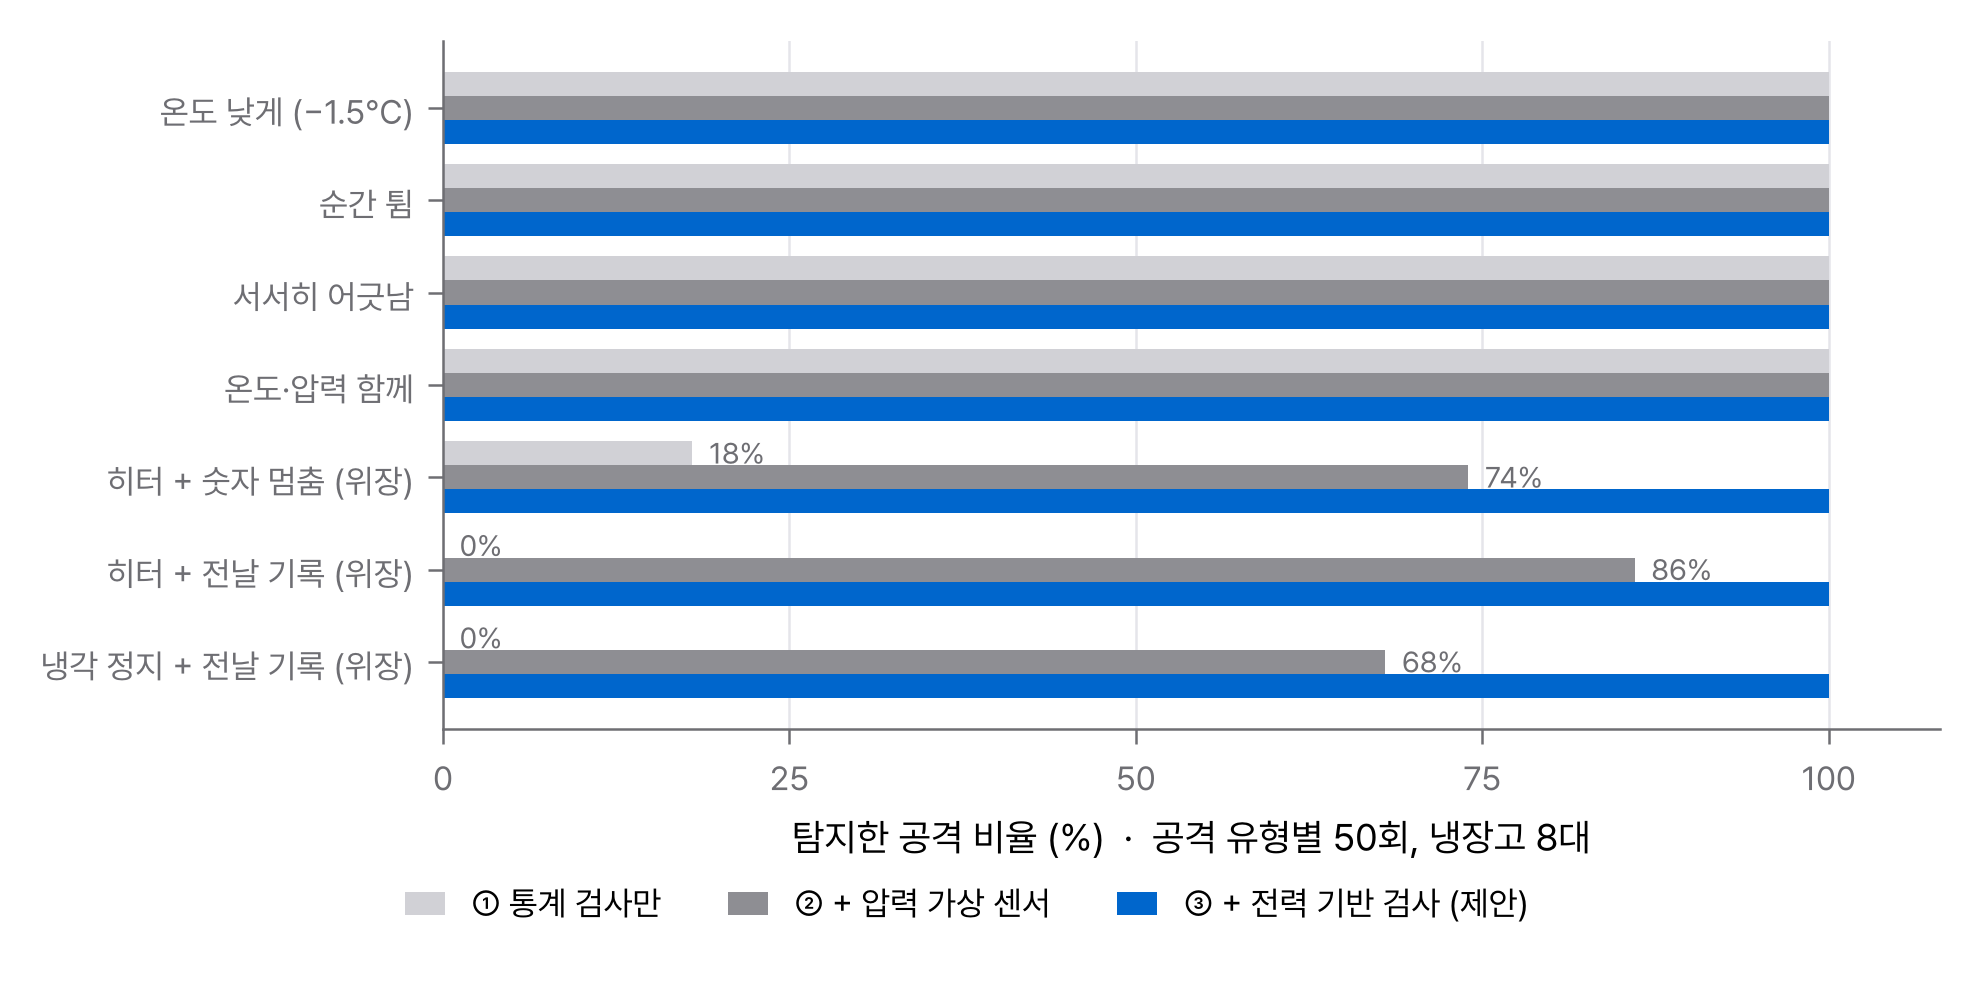 온도 낮게 (−1.5°C)
순간 튐
서서히 어긋남
온도·압력 함께
히터 + 숫자 멈춤 (위장)
18%
74%
히터 + 전날 기록 (위장)
0%
86%
냉각 정지 + 전날 기록 (위장)
0%
68%
0 25 50 75 100
탐지한 공격 비율 (%) · 공격 유형별 50회, 냉장고 8대
① 통계 검사만 ② + 압력 가상 센서 ③ + 전력 기반 검사 (제안)